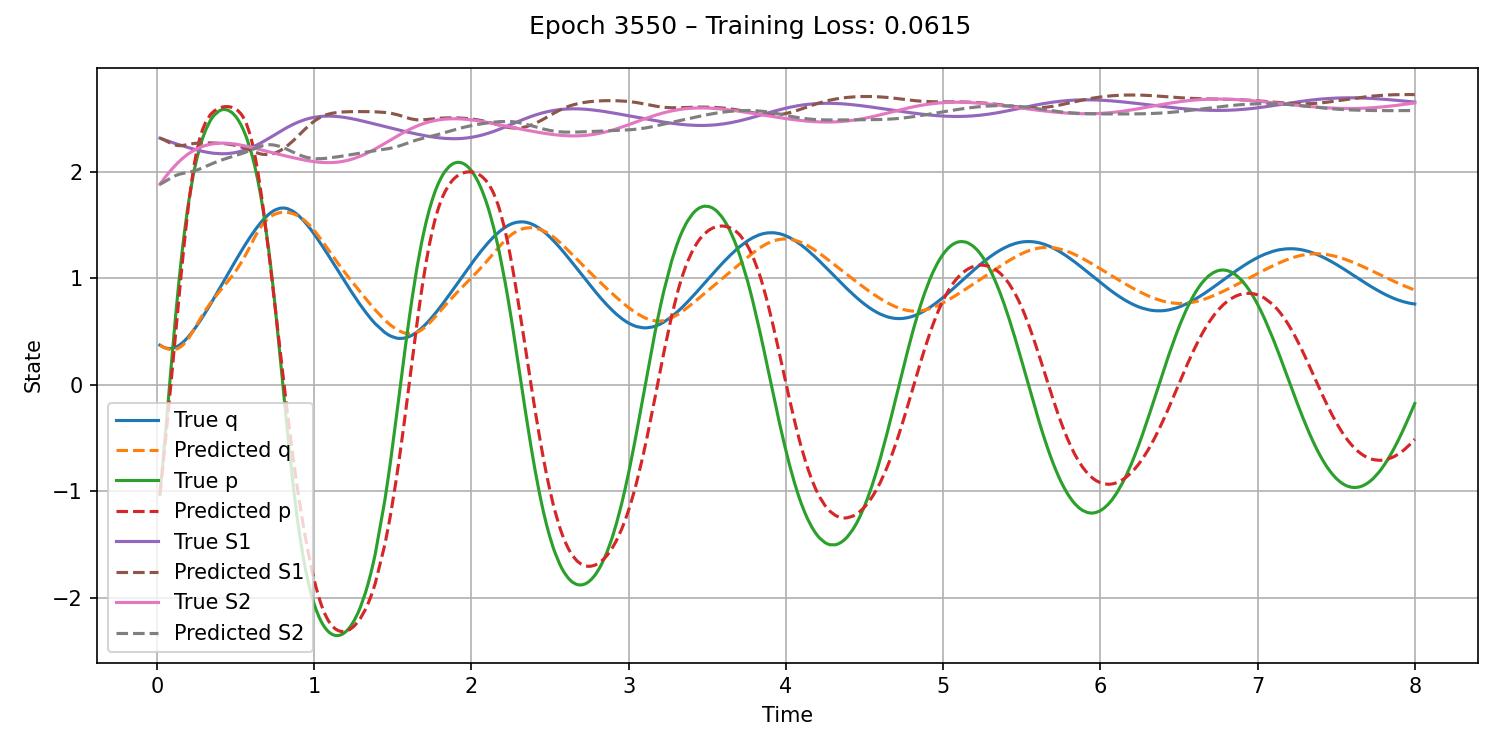 Epoch 3550 – Training Loss: 0.0615
State
2
1
0
−1
−2
True q
Predicted q
True p
Predicted p
True S1
Predicted S1
True S2
Predicted S2
0 1 2 3 4 5 6 7 8
Time